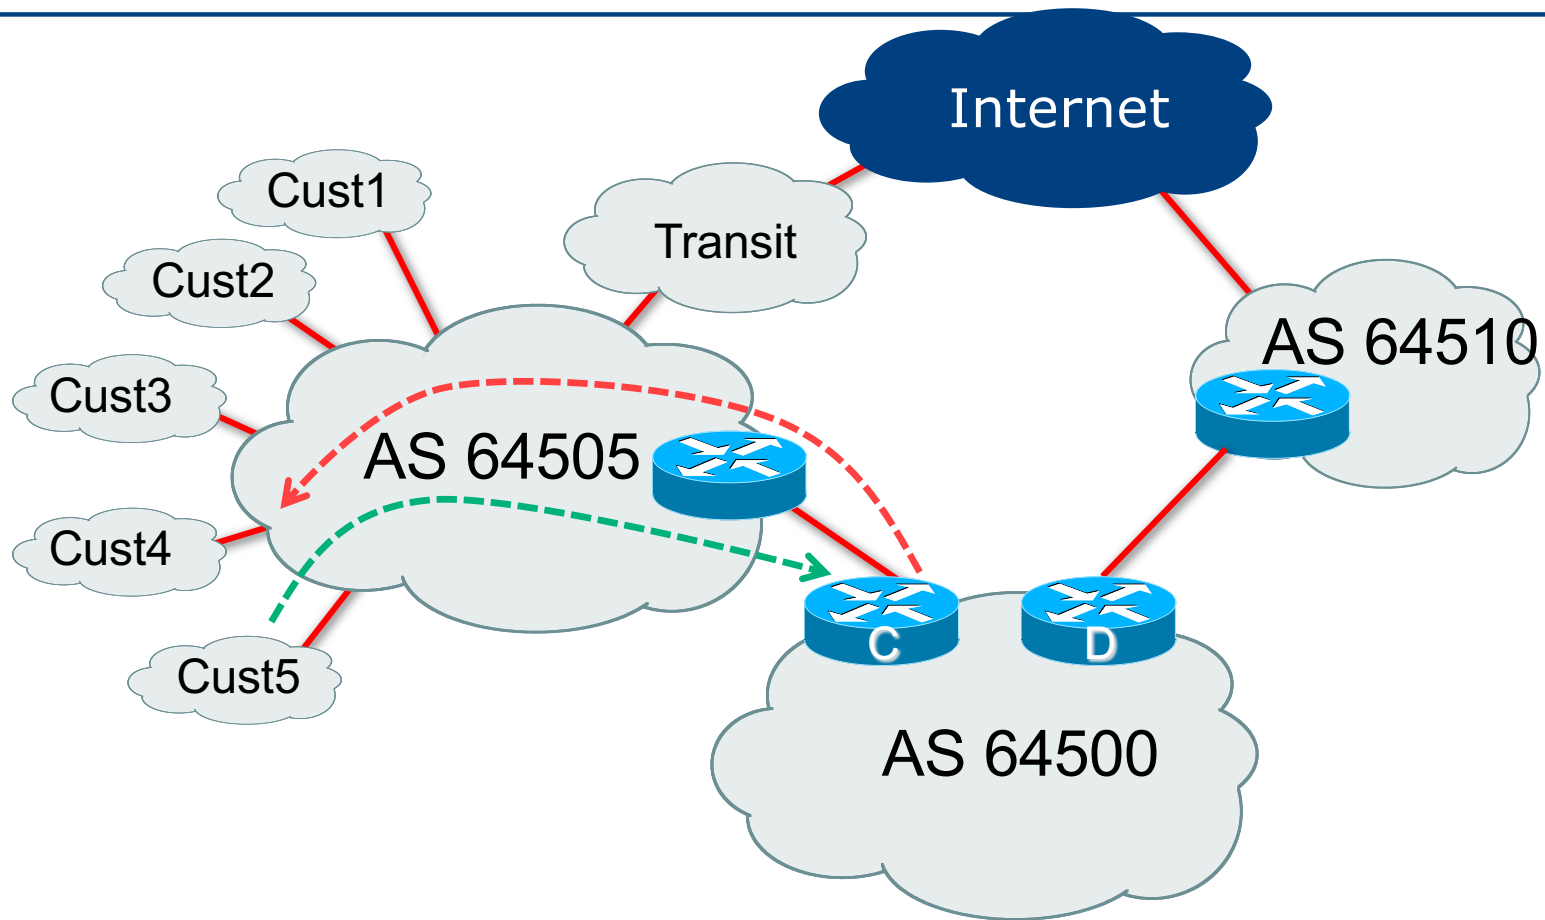 Internet
Cust1
Transit
Cust2
AS 64510
Cust3
AS 64505
Cust4
C
D
Cust5
AS 64500